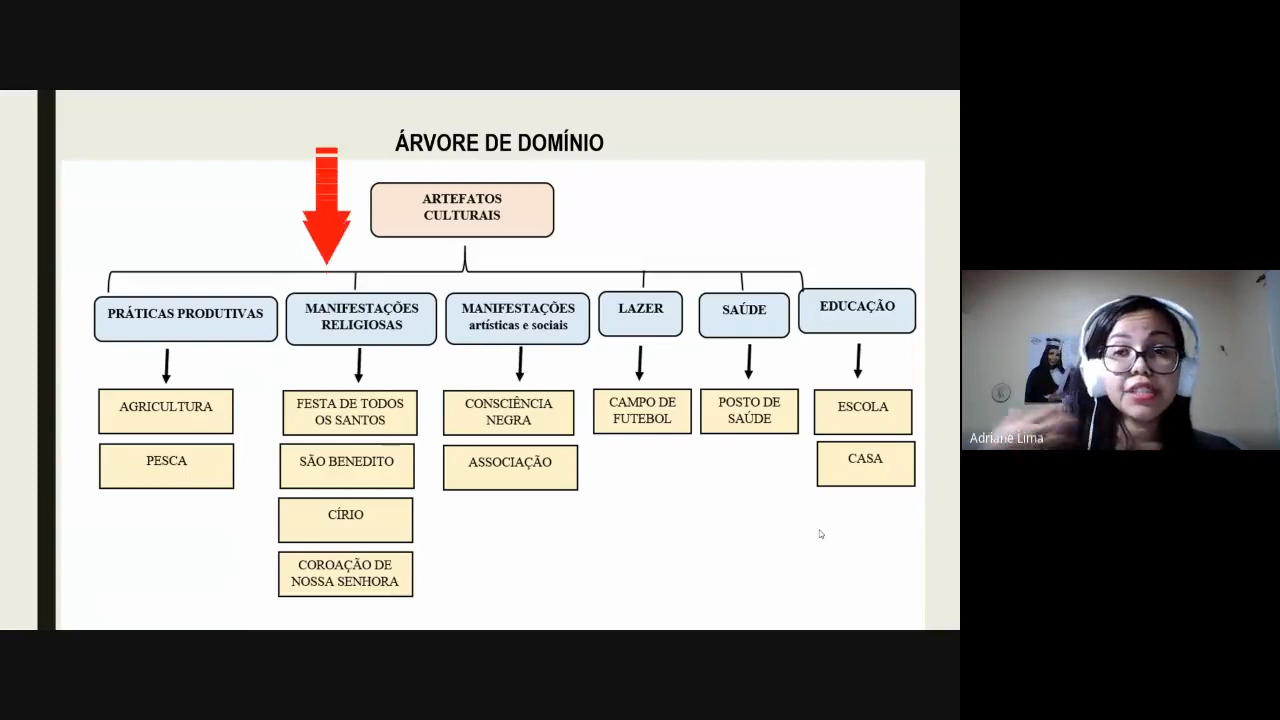 ÁRVORE DE DOMÍNIO
ARTEFATOS
CULTURAIS
PRÁTICAS PRODUTIVAS
MANIFESTAÇÕES
RELIGIOSAS
MANIFESTAÇÕES
artísticas e sociais
LAZER
SAÚDE
EDUCAÇÃO
AGRICULTURA
PESCA
FESTA DE TODOS
OS SANTOS
SÃO BENEDITO
CÍRIO
COROAÇÃO DE
NOSSA SENHORA
CONSCIÊNCIA
NEGRA
ASSOCIAÇÃO
CAMPO DE
FUTEBOL
POSTO DE
SAÚDE
ESCOLA
CASA
Adriane Lima